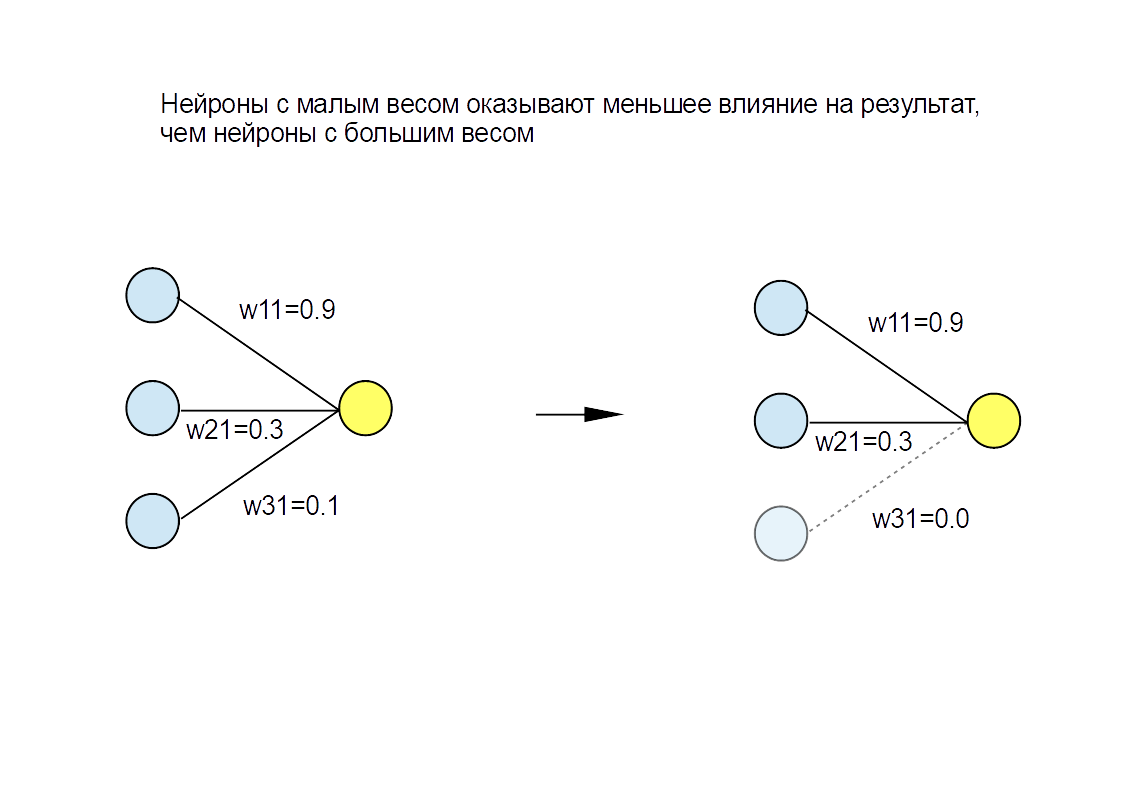 Нейроны с малым весом оказывают меньшее влияние на результат,
чем нейроны с большим весом
w11=0.9
w21=0.3
w31=0.1
w11=0.9
w21=0.3
w31=0.0